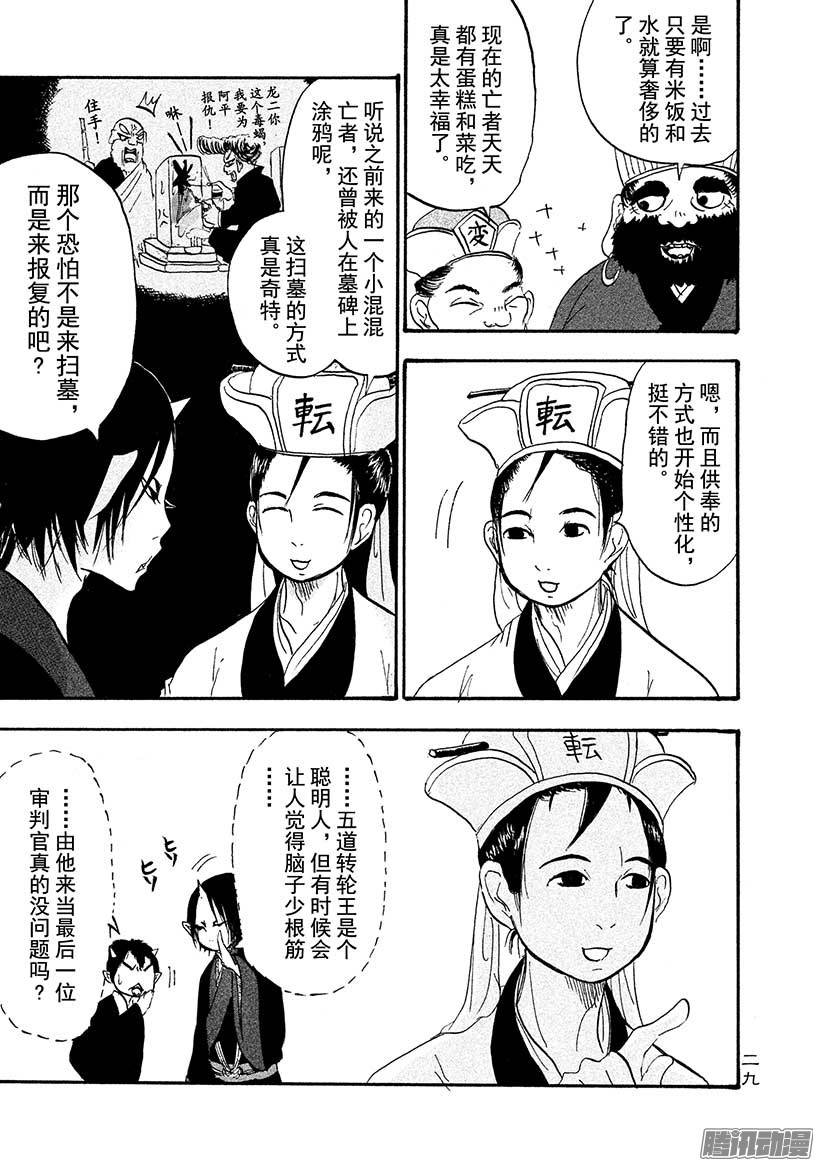 是啊……过去
只要有米饭和
水就算奢侈的
了。
现在的亡者天天
都有蛋糕和菜吃，
真是太幸福了。
变
嗯，而且供奉的
方式也开始个性化，
挺不错的。
転
听说之前来的一个小混混
亡者，还曾被人在墓碑上
涂鸦呢，
这扫墓的方式
真是奇特。
龙二你
这个毒蝎
我要为
阿平
报仇！
咻
住手！
転
那个恐怕不是来扫墓，
而是来报复的吧？
転
……五道转轮王是个
聪明人，但有时候会
让人觉得脑子少根筋
……
ヒソ
ヒソ
……由他来当最后一位
审判官真的没问题吗？
二九
腾讯动漫